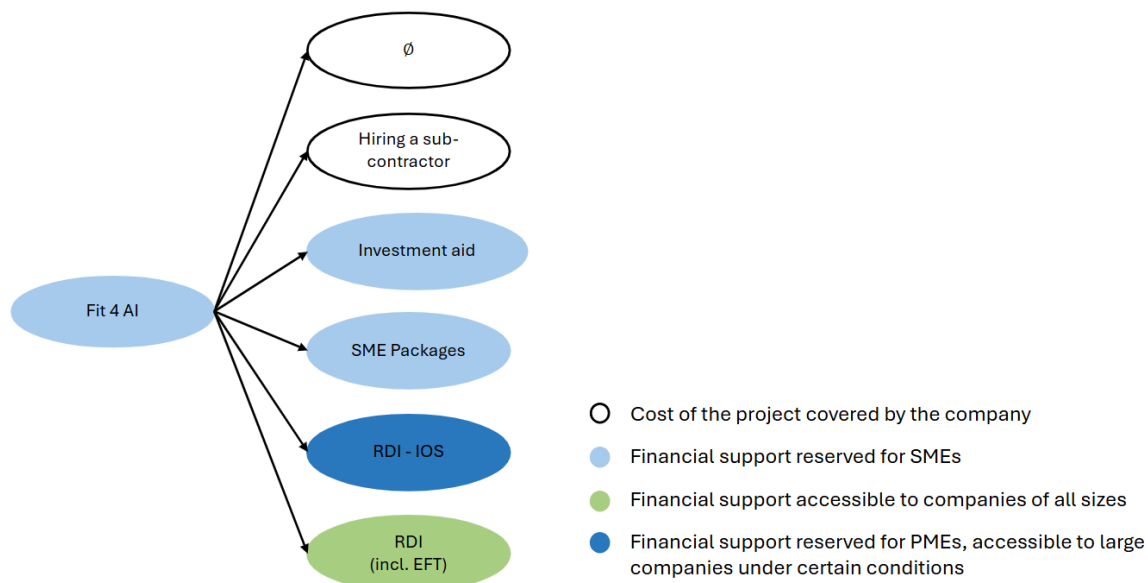 Ø
Hiring a sub-
contractor
Investment aid
Fit 4 AI
SME Packages
RDI - IOS
RDI
(incl. EFT)
Cost of the project covered by the company
Financial support reserved for SMEs
Financial support accessible to companies of all sizes
Financial support reserved for PMEs, accessible to large
companies under certain conditions